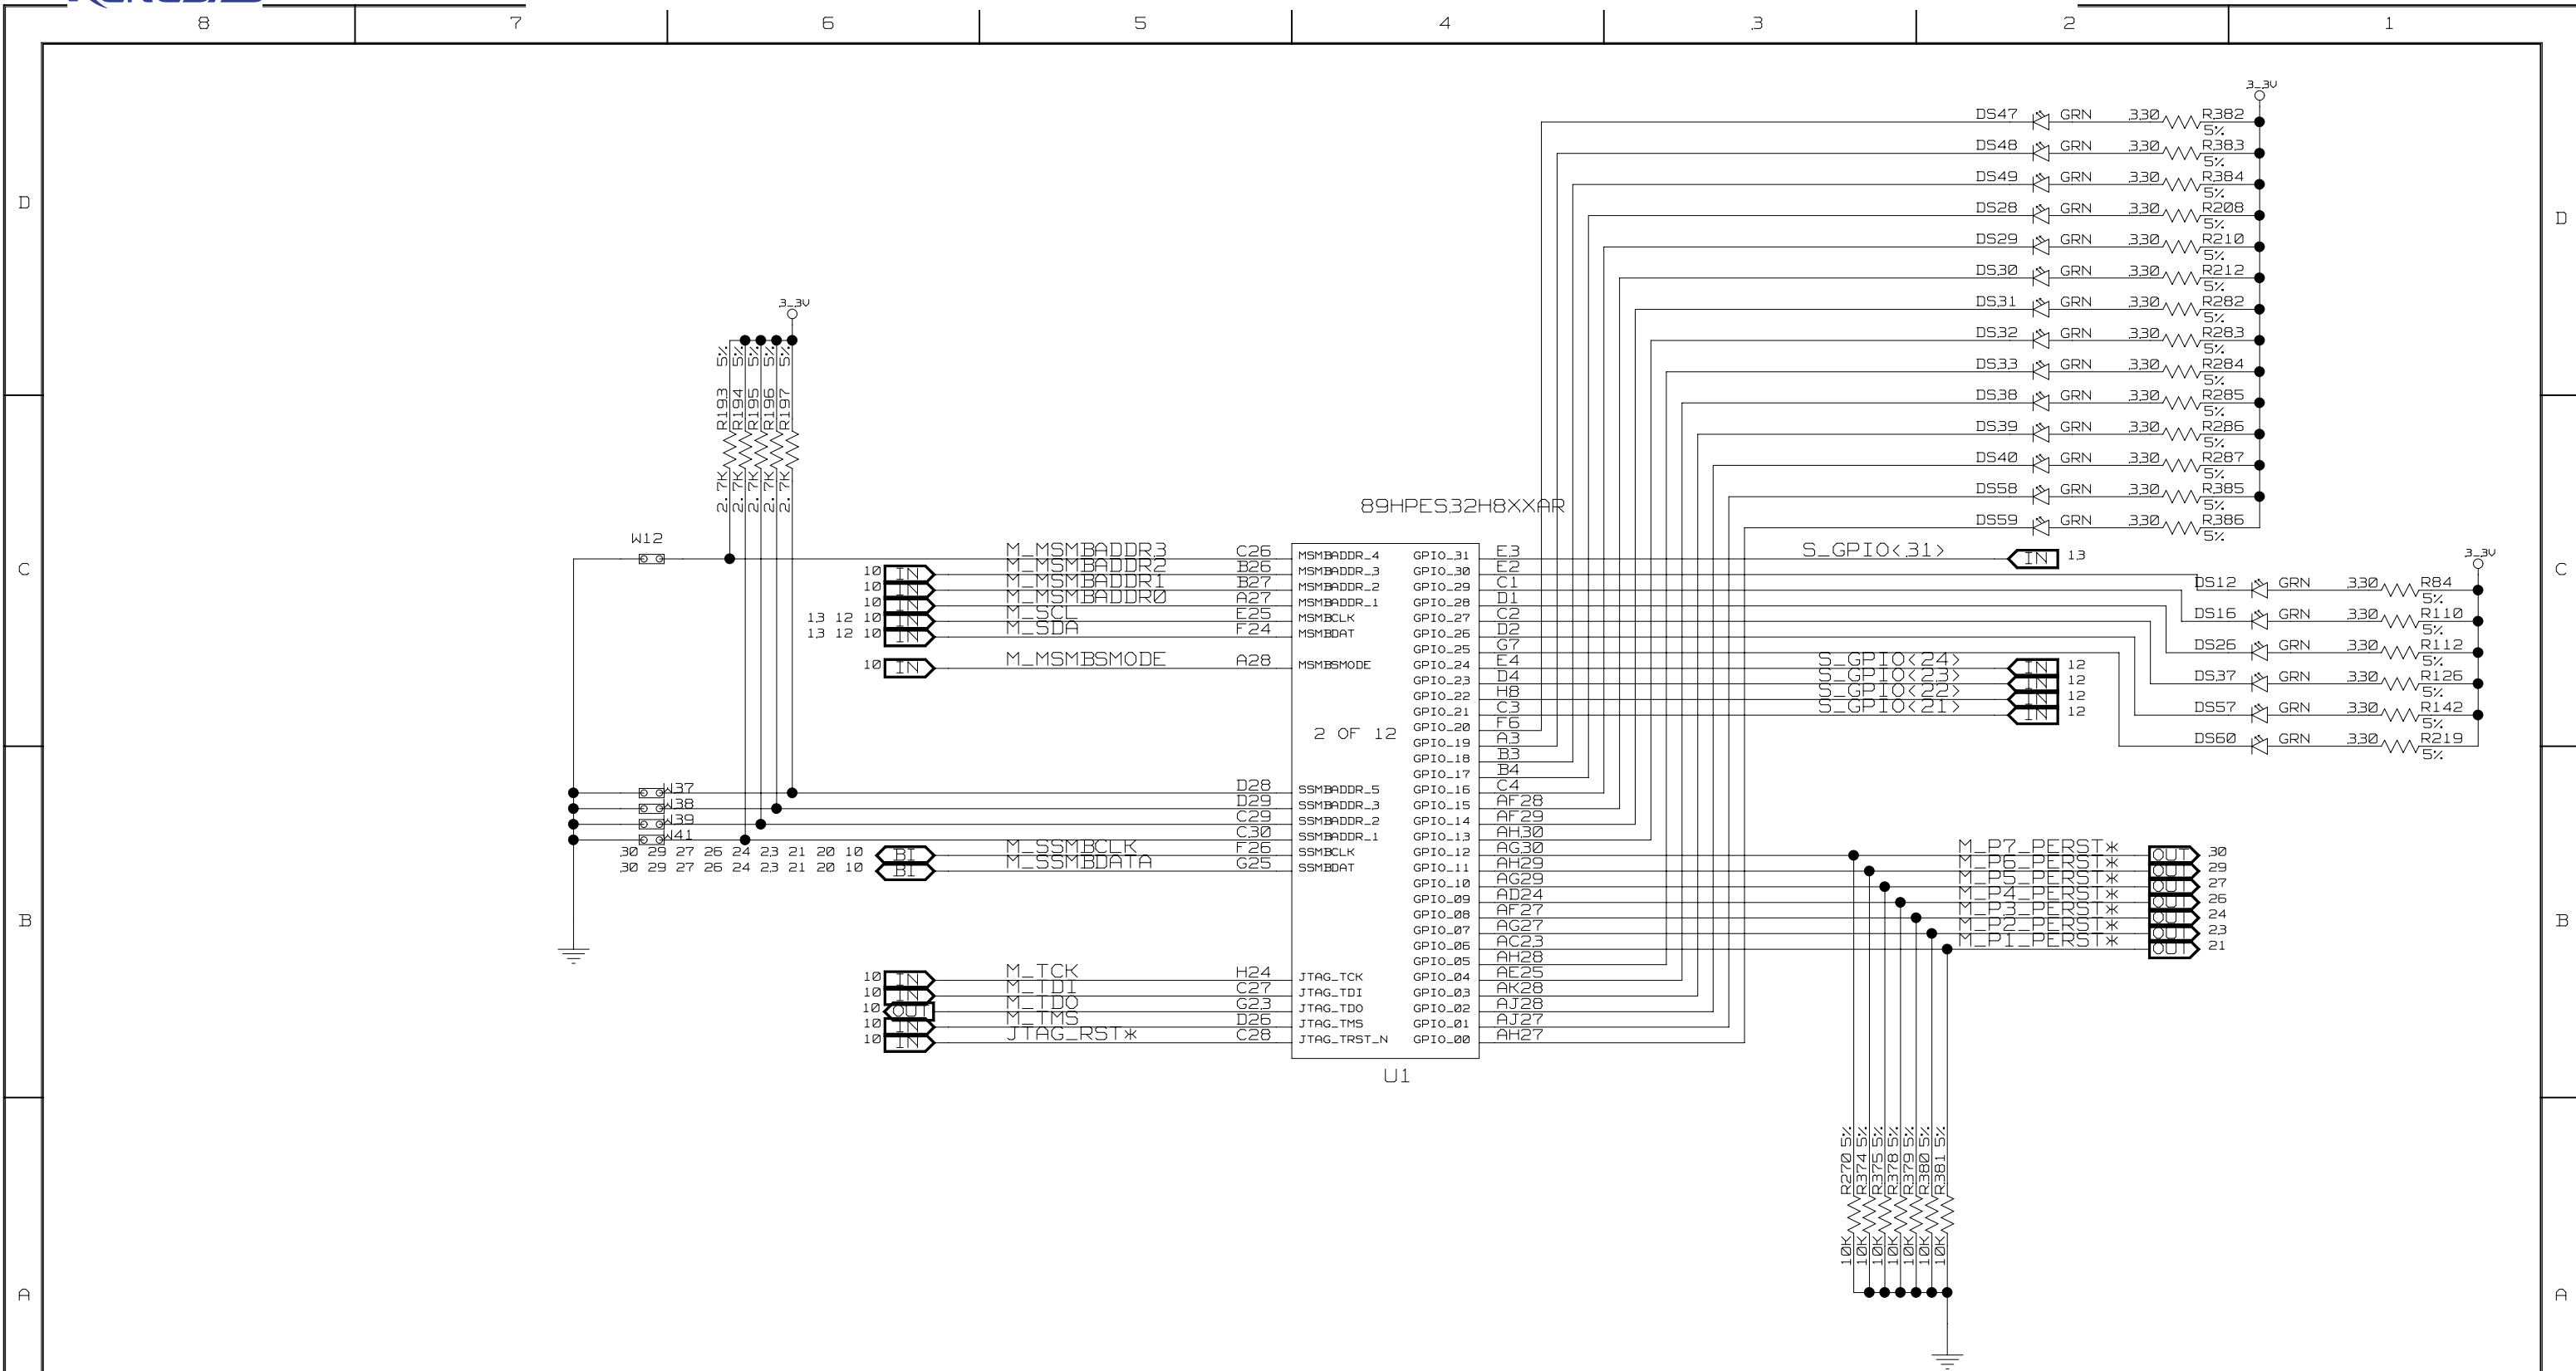 8 7 6 5 4 3 2 1
D D
C C
B B
A A
3_3V
DS47 GRN 330 R382 5%
DS48 GRN 330 R383 5%
DS49 GRN 330 R384 5%
DS28 GRN 330 R208 5%
DS29 GRN 330 R210 5%
DS30 GRN 330 R212 5%
DS31 GRN 330 R282 5%
DS32 GRN 330 R283 5%
DS33 GRN 330 R284 5%
DS38 GRN 330 R285 5%
DS39 GRN 330 R286 5%
DS40 GRN 330 R287 5%
DS58 GRN 330 R385 5%
DS59 GRN 330 R386 5%
3_3V
R193 5% 2.7K
R194 5% 2.7K
R195 5% 2.7K
R196 5% 2.7K
R197 5% 2.7K
89HPES32H8XXAR
W12
M_MSMBADDR3 C26 MSMBADDR_4
10 IN M_MSMBADDR2 B26 MSMBADDR_3
10 IN M_MSMBADDR1 B27 MSMBADDR_2
10 IN M_MSMBADDR0 A27 MSMBADDR_1
13 12 10 IN M_SCL E25 MSMBCLK
13 12 10 IN M_SDA F24 MSMBDAT
10 IN M_MSMBSMODE A28 MSMBSMODE
2 OF 12
W37 D28 SSMBADDR_5
W38 D29 SSMBADDR_3
W39 C29 SSMBADDR_2
W41 C30 SSMBADDR_1
30 29 27 26 24 23 21 20 10 BI M_SSMBCLK F26 SSMBCLK
30 29 27 26 24 23 21 20 10 BI M_SSMBDATA G25 SSMBDAT
10 IN M_TCK H24 JTAG_TCK
10 IN M_TDI C27 JTAG_TDI
10 OUT M_TDO G23 JTAG_TDO
10 IN M_TMS D26 JTAG_TMS
10 IN JTAG_RST* C28 JTAG_TRST_N
U1
GPIO_31 E3 S_GPIO<31> IN 13
GPIO_30 E2
GPIO_29 C1
GPIO_28 D1
GPIO_27 C2
GPIO_26 D2
GPIO_25 G7
GPIO_24 E4 S_GPIO<24> IN 12
GPIO_23 D4 S_GPIO<23> IN 12
GPIO_22 H8 S_GPIO<22> IN 12
GPIO_21 C3 S_GPIO<21> IN 12
GPIO_20 F6
GPIO_19 A3
GPIO_18 B3
GPIO_17 B4
GPIO_16 C4
GPIO_15 AF28
GPIO_14 AF29
GPIO_13 AH30
GPIO_12 AG30 M_P7_PERST* OUT 30
GPIO_11 AH29 M_P6_PERST* OUT 29
GPIO_10 AG29 M_P5_PERST* OUT 27
GPIO_09 AD24 M_P4_PERST* OUT 26
GPIO_08 AF27 M_P3_PERST* OUT 24
GPIO_07 AG27 M_P2_PERST* OUT 23
GPIO_06 AC23 M_P1_PERST* OUT 21
GPIO_05 AH28
GPIO_04 AE25
GPIO_03 AK28
GPIO_02 AJ28
GPIO_01 AJ27
GPIO_00 AH27
3_3V
DS12 GRN 330 R84 5%
DS16 GRN 330 R110 5%
DS26 GRN 330 R112 5%
DS37 GRN 330 R126 5%
DS57 GRN 330 R142 5%
DS60 GRN 330 R219 5%
R270 5% 10K
R374 5% 10K
R375 5% 10K
R378 5% 10K
R379 5% 10K
R380 5% 10K
R381 5% 10K